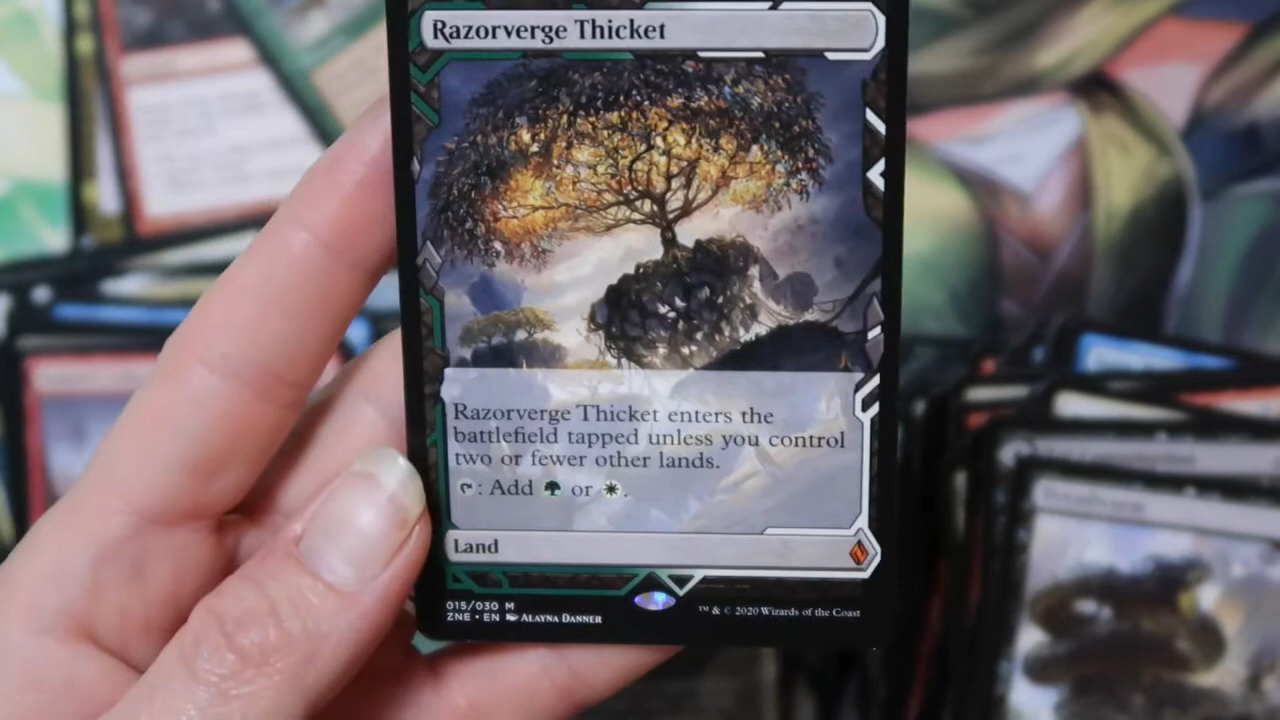 Razorverge Thicket
Razorverge Thicket enters the
battlefield tapped unless you control
two or fewer other lands.
: Add or .
Land
015/030 M
ZNE • EN ALAYNA DANNER
™ & © 2020 Wizards of the Coast